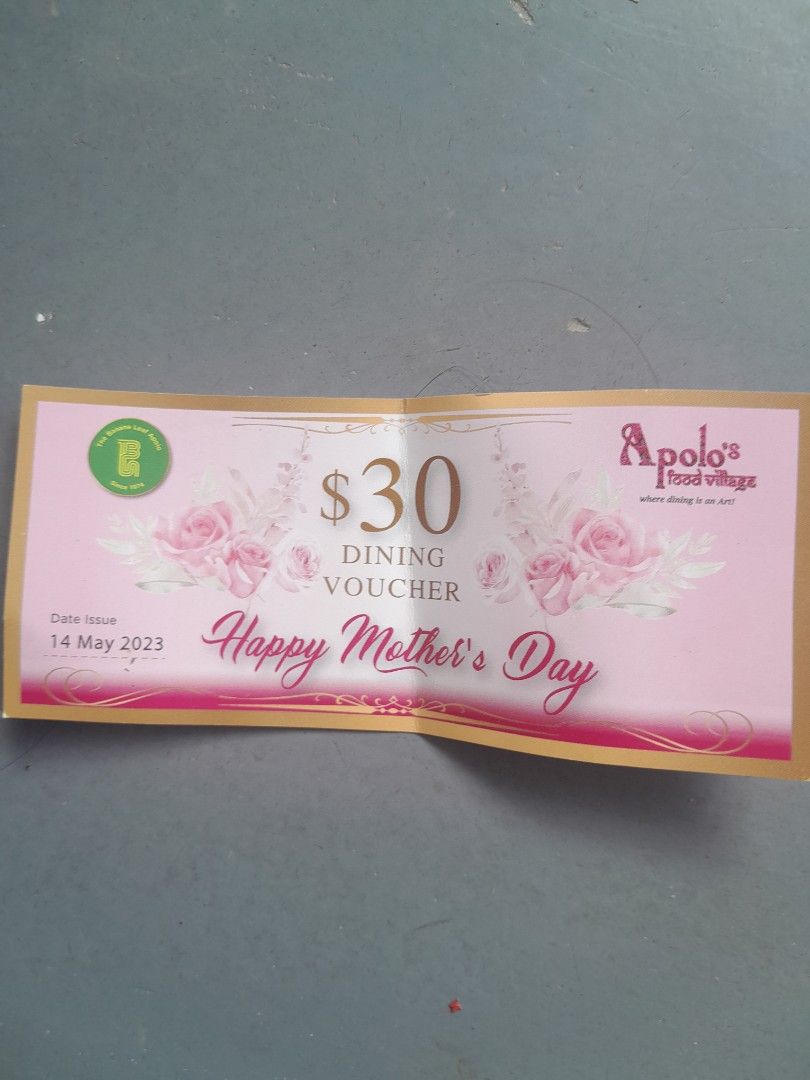 The Banana Leaf Apolo
Since 1974
Apolo's
food village
where dining is an Art!
$30
DINING
VOUCHER
Happy Mother's Day
Date Issue
14 May 2023